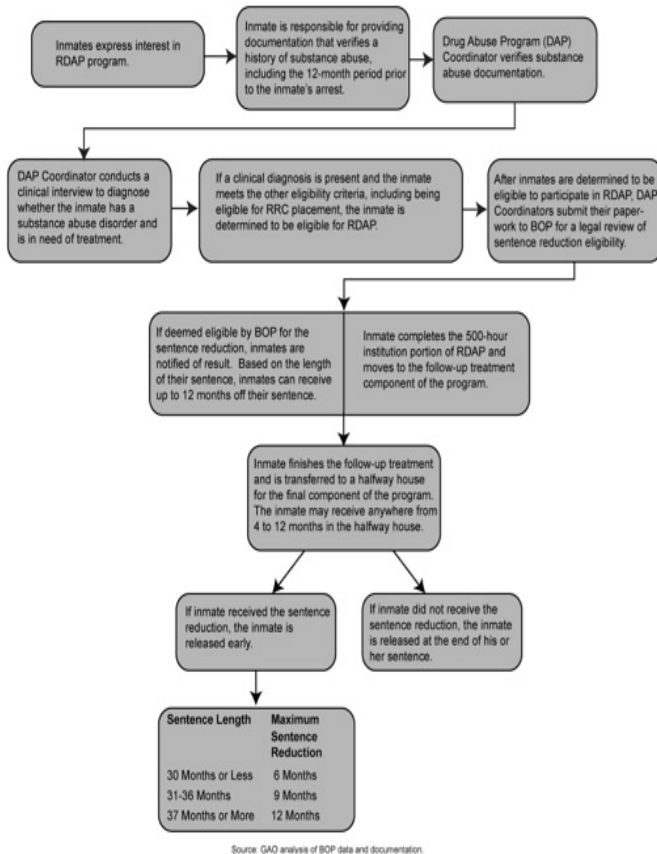 Inmates express interest in
RDAP program.
Inmate is responsible for providing
documentation that verifies a
history of substance abuse,
including the 12-month period prior
to the inmate's arrest.
Drug Abuse Program (DAP)
Coordinator verifies substance
abuse documentation.
DAP Coordinator conducts a
clinical interview to diagnose
whether the inmate has a
substance abuse disorder and
is in need of treatment.
If a clinical diagnosis is present and the inmate
meets the other eligibility criteria, including being
eligible for RRC placement, the inmate is
determined to be eligible for RDAP.
After inmates are determined to be
eligible to participate in RDAP, DAP
Coordinators submit their paper-
work to BOP for a legal review of
sentence reduction eligibility.
If deemed eligible by BOP for the
sentence reduction, inmates are
notified of result. Based on the length
of their sentence, inmates can receive
up to 12 months off their sentence.
Inmate completes the 500-hour
institution portion of RDAP and
moves to the follow-up treatment
component of the program.
Inmate finishes the follow-up treatment
and is transferred to a halfway house
for the final component of the program.
The inmate may receive anywhere from
4 to 12 months in the halfway house.
If inmate received the sentence
reduction, the inmate is
released early.
If inmate did not receive the
sentence reduction, the inmate
is released at the end of his or
her sentence.
Sentence Length Maximum
Sentence
Reduction
30 Months or Less 6 Months
31-36 Months 9 Months
37 Months or More 12 Months
Source: GAO analysis of BOP data and documentation.